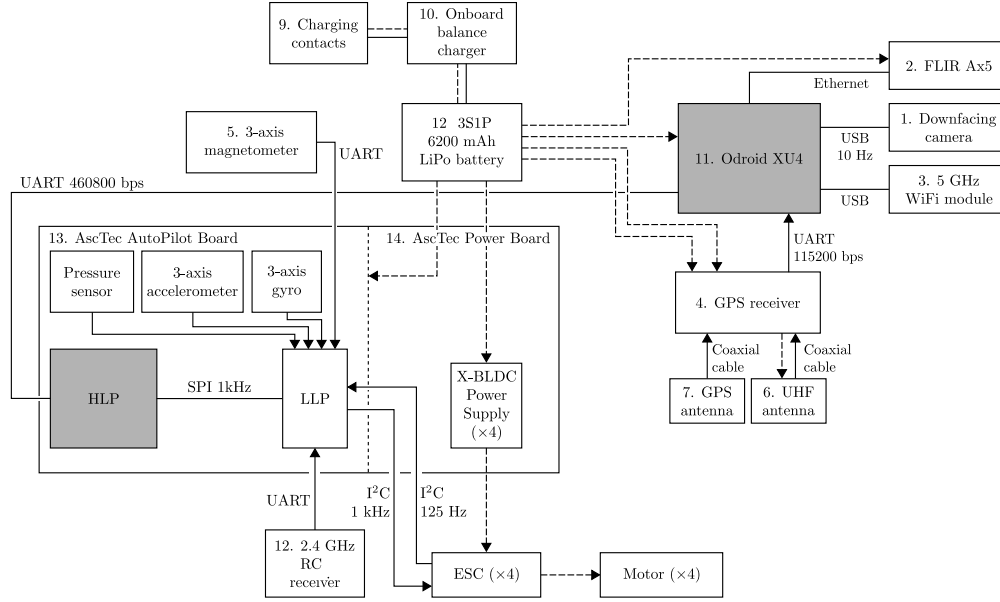 9. Charging
contacts
10. Onboard
balance
charger
2. FLIR Ax5
Ethernet
5. 3-axis
magnetometer
UART
12 3S1P
6200 mAh
LiPo battery
11. Odroid XU4
USB
10 Hz
1. Downfacing
camera
UART 460800 bps
USB
3. 5 GHz
WiFi module
13. AscTec AutoPilot Board
14. AscTec Power Board
UART
115200 bps
Pressure
sensor
3-axis
accelerometer
3-axis
gyro
4. GPS receiver
Coaxial
cable
Coaxial
cable
7. GPS
antenna
6. UHF
antenna
HLP
SPI 1kHz
LLP
X-BLDC
Power
Supply
(×4)
UART
I²C
1 kHz
I²C
125 Hz
12. 2.4 GHz
RC
receiver
ESC (×4)
Motor (×4)